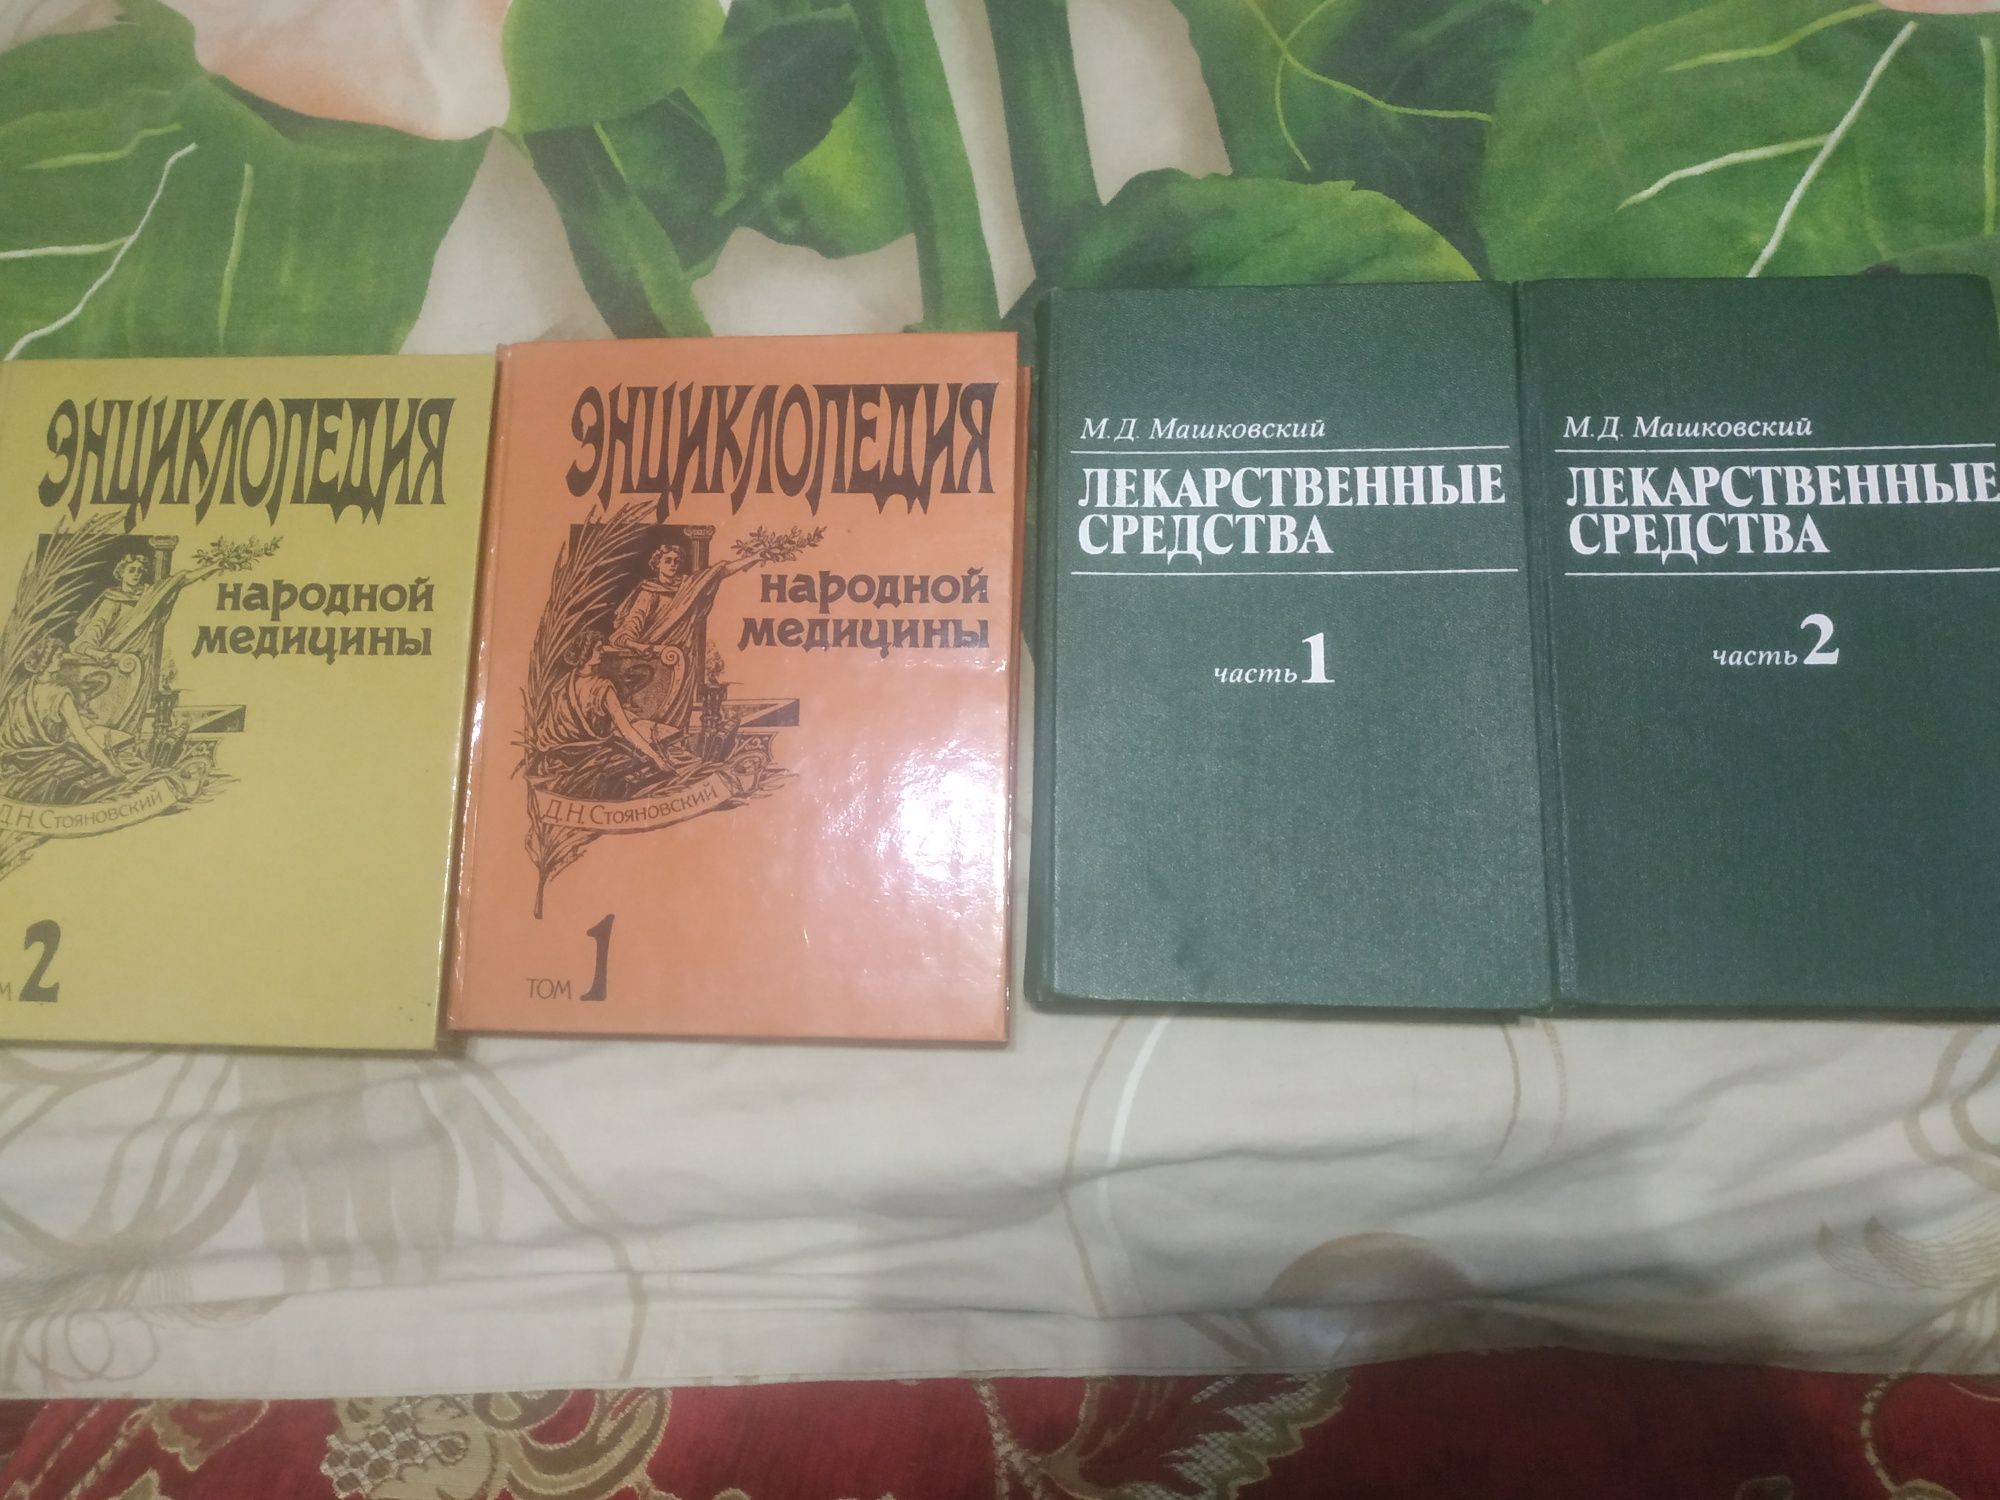 ЭНЦИКЛОПЕДИЯ
народной
медицины
Д.Н. Стояновский
2
ЭНЦИКЛОПЕДИЯ
народной
медицины
Д.Н. Стояновский
ТОМ 1
М.Д. Машковский
ЛЕКАРСТВЕННЫЕ
СРЕДСТВА
часть 1
М.Д. Машковский
ЛЕКАРСТВЕННЫЕ
СРЕДСТВА
часть 2